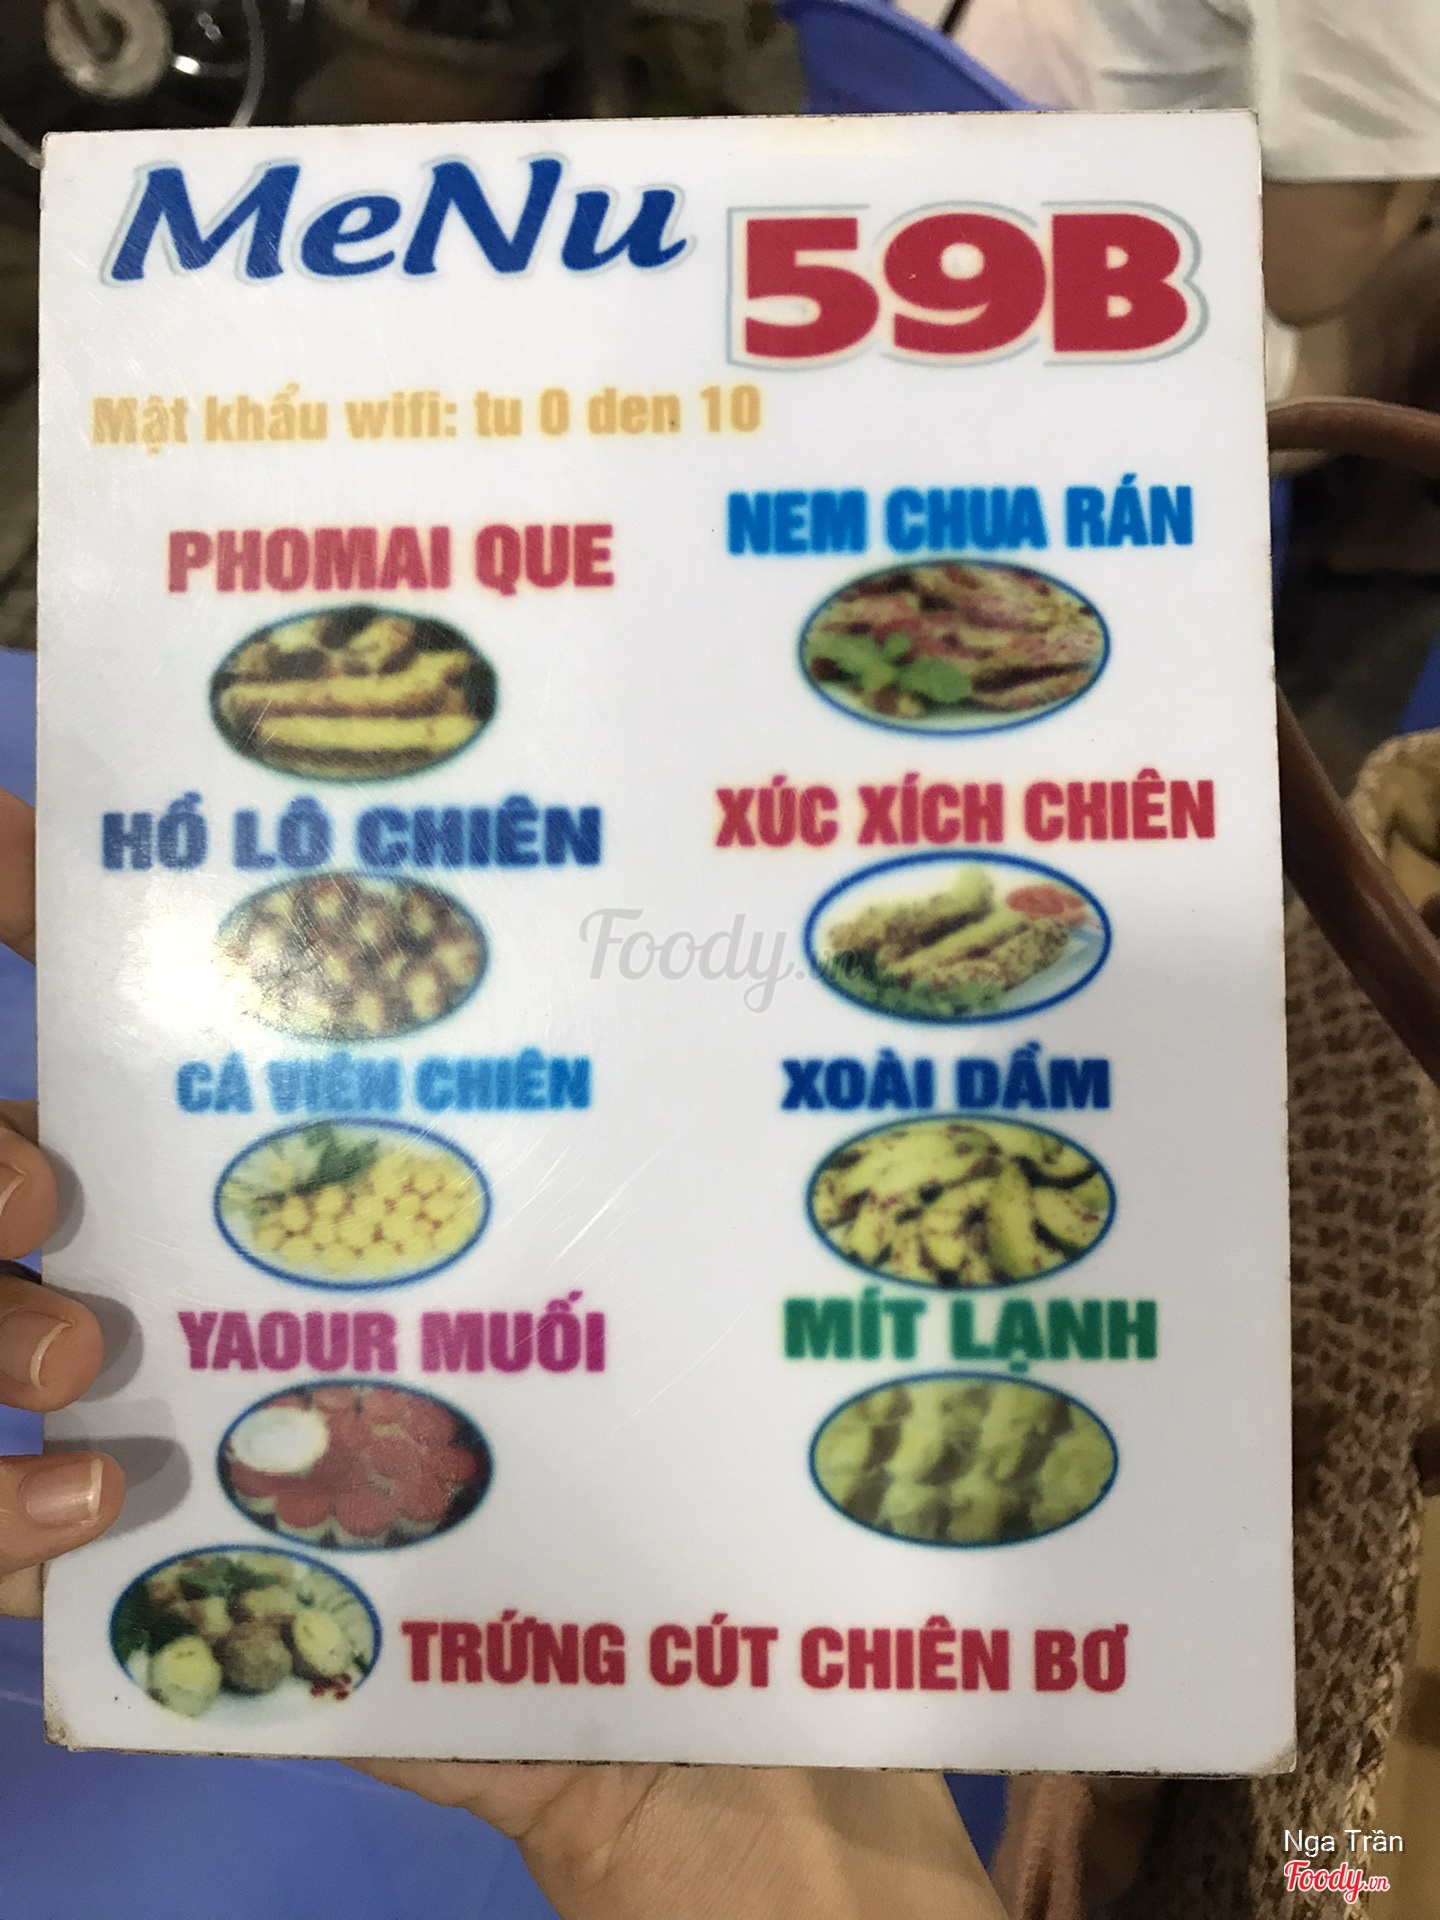 MeNu
59B
Mật khẩu wifi: tu 0 den 10
PHOMAI QUE
NEM CHUA RÁN
HỒ LÔ CHIÊN
XÚC XÍCH CHIÊN
CÁ VIÊN CHIÊN
XOÀI DẦM
YAOUR MUỐI
MÍT LẠNH
TRỨNG CÚT CHIÊN BƠ
Foody.vn
Nga Trần
Foody.vn